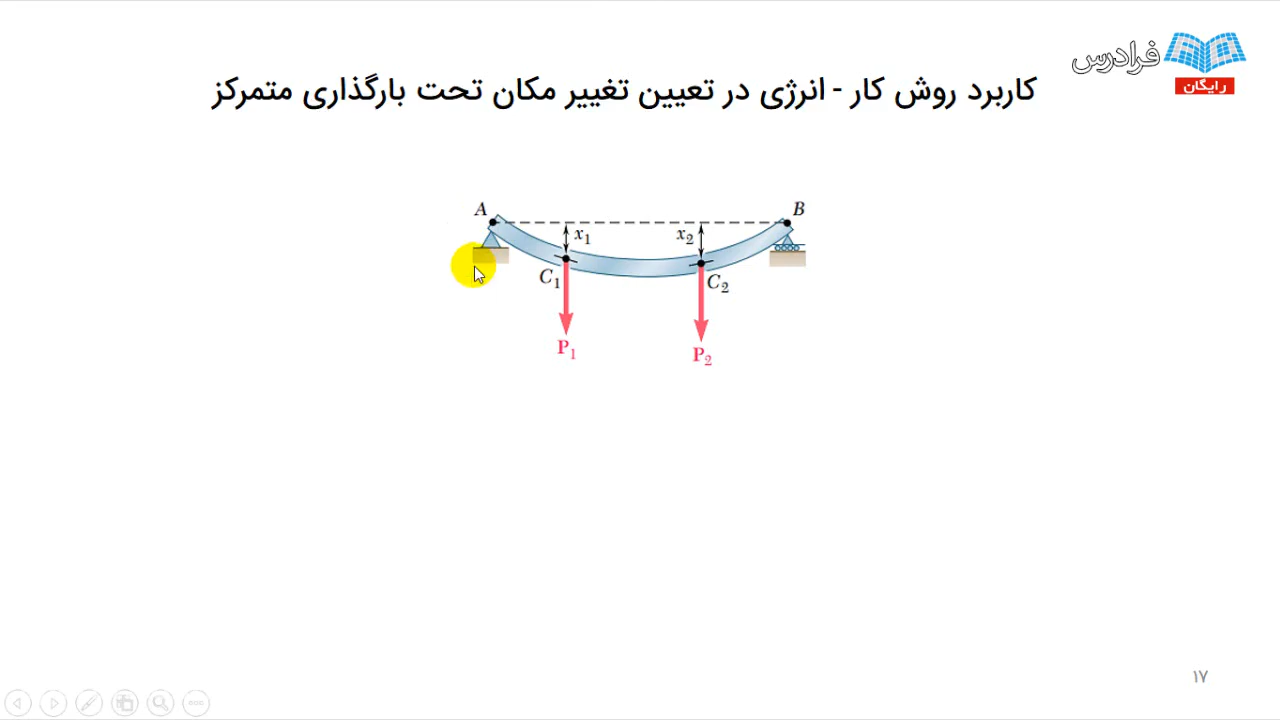 فرادرس
رایگان
کاربرد روش کار - انرژی در تعیین تغییر مکان تحت بارگذاری متمرکز
A
B
x1
x2
C1
C2
P1
P2
۱۷